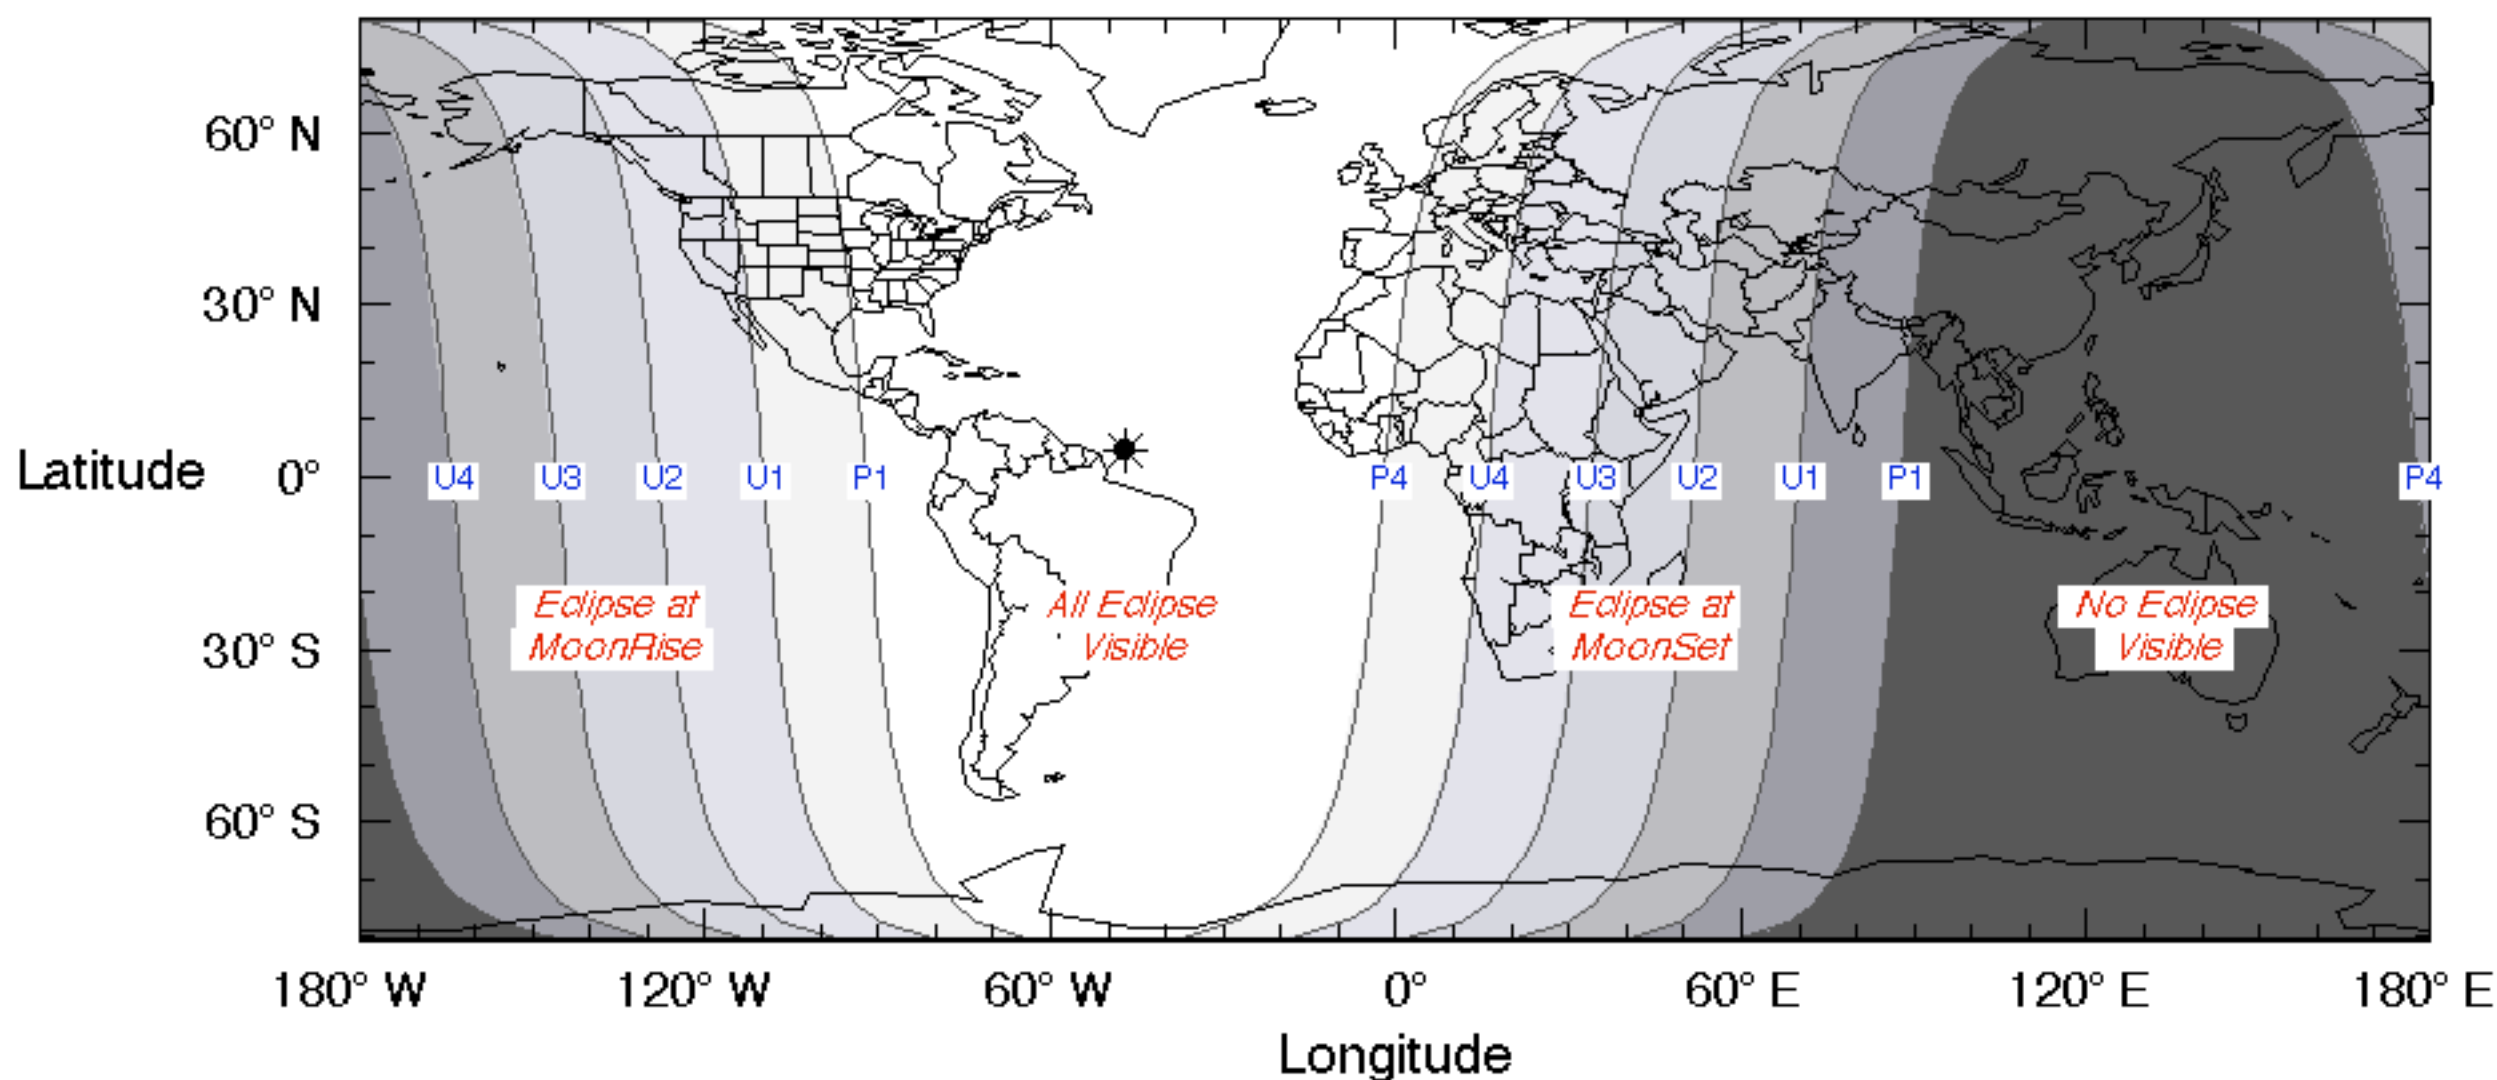 60° N
30° N
Latitude 0°
U4 U3 U2 U1 P1 P4 U4 U3 U2 U1 P1 P4
Eclipse at
MoonRise
All Eclipse
Visible
Eclipse at
MoonSet
No Eclipse
Visible
30° S
60° S
180° W 120° W 60° W 0° 60° E 120° E 180° E
Longitude